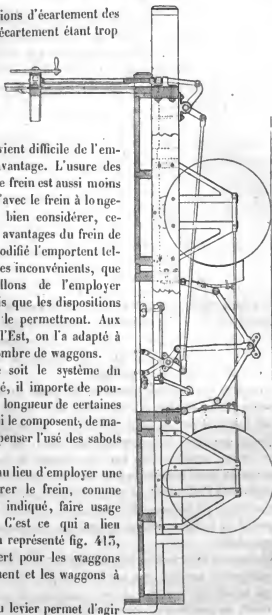 ions d'écartement des
écartement étant trop
vient difficile de l'em-
avantage. L'usure des
e frein est aussi moins
'avec le frein à longe-
bien considérer, ce-
avantages du frein de
odifié l'emportent tel-
es inconvénients, que
llons de l'employer
is que les dispositions
le permettront. Aux
l'Est, on l'a adapté à
ombre de waggons.
soit le système du
é, il importe de pou-
longueur de certaines
i le composent, de ma-
penser l'usé des sabots
au lieu d'employer une
rer le frein, comme
indiqué, faire usage
C'est ce qui a lieu
représenté fig. 415,
ert pour les waggons
ent et les waggons à
u levier permet d'agir